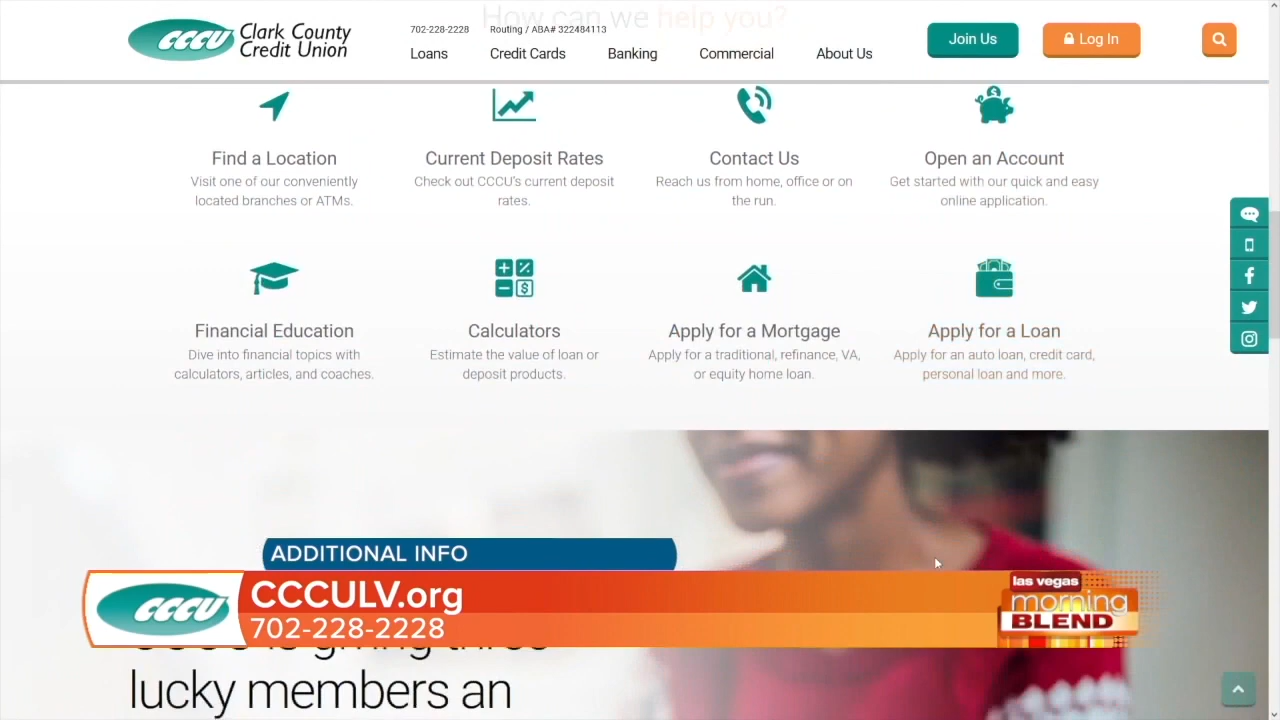 How can we help you?
CCCU Clark County
Credit Union
702-228-2228 Routing / ABA# 322484113
Loans Credit Cards Banking Commercial About Us
Join Us
Log In
Find a Location
Visit one of our conveniently
located branches or ATMs.
Current Deposit Rates
Check out CCCU's current deposit
rates.
Contact Us
Reach us from home, office or on
the run.
Open an Account
Get started with our quick and easy
online application.
Financial Education
Dive into financial topics with
calculators, articles, and coaches.
Calculators
Estimate the value of loan or
deposit products.
Apply for a Mortgage
Apply for a traditional, refinance, VA,
or equity home loan.
Apply for a Loan
Apply for an auto loan, credit card,
personal loan and more.
ADDITIONAL INFO
CCCU
CCCULV.org
702-228-2228
las vegas
morning
BLEND
is giving three
lucky members an